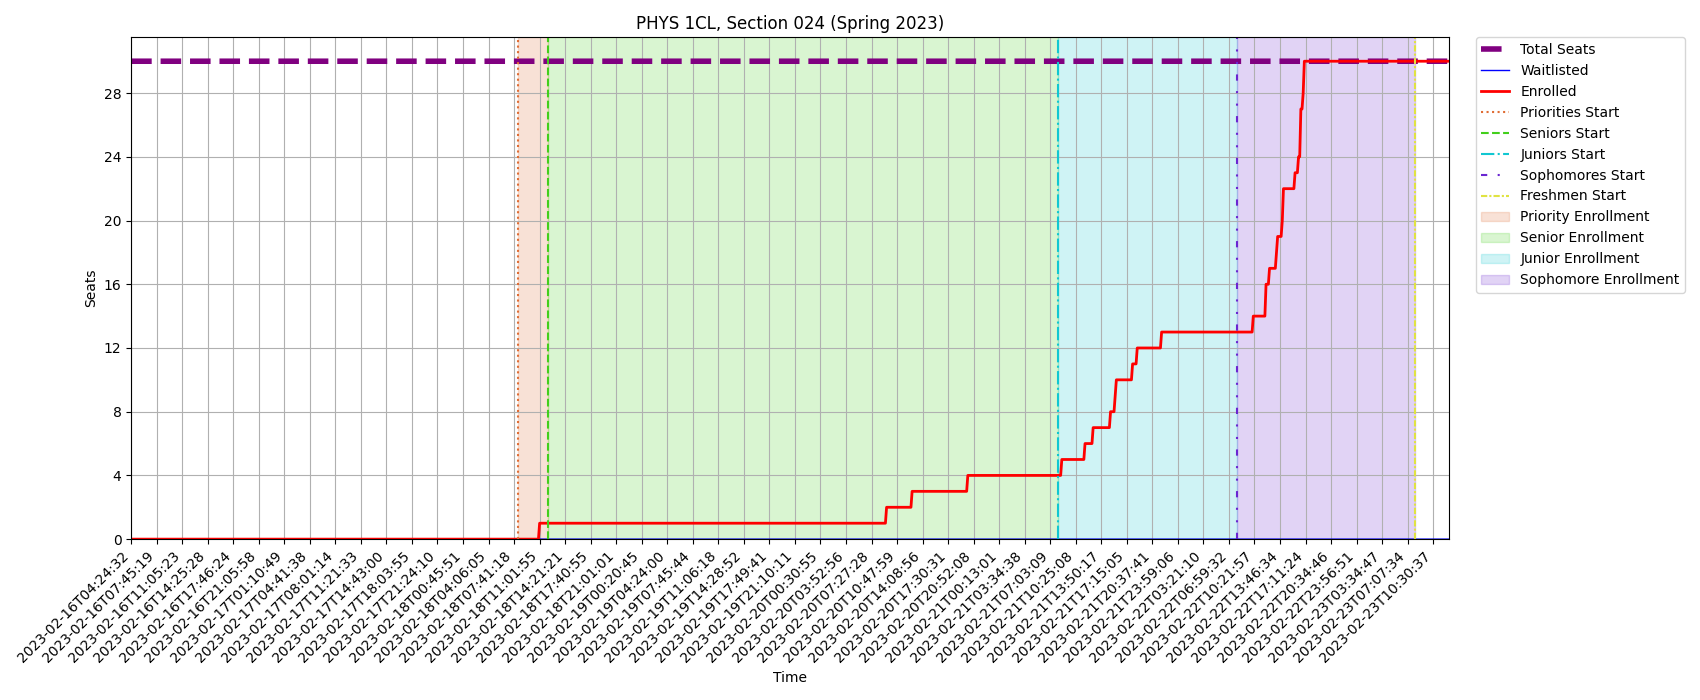 PHYS 1CL, Section 024 (Spring 2023)
Total Seats
Waitlisted
Enrolled
Priorities Start
Seniors Start
Juniors Start
Sophomores Start
Freshmen Start
Priority Enrollment
Senior Enrollment
Junior Enrollment
Sophomore Enrollment
Seats
28
24
20
16
12
8
4
0
2023-02-16T04:24:32
2023-02-16T07:45:19
2023-02-16T11:05:23
2023-02-16T14:25:28
2023-02-16T17:46:24
2023-02-16T21:05:58
2023-02-17T01:10:49
2023-02-17T04:41:38
2023-02-17T08:01:14
2023-02-17T11:21:33
2023-02-17T14:43:00
2023-02-17T18:03:55
2023-02-17T21:24:10
2023-02-18T00:45:51
2023-02-18T04:06:05
2023-02-18T07:41:18
2023-02-18T11:01:55
2023-02-18T14:21:21
2023-02-18T17:40:55
2023-02-18T21:01:01
2023-02-19T00:20:45
2023-02-19T04:24:00
2023-02-19T07:45:44
2023-02-19T11:06:18
2023-02-19T14:28:52
2023-02-19T17:49:41
2023-02-19T21:10:11
2023-02-20T00:30:55
2023-02-20T03:52:56
2023-02-20T07:27:28
2023-02-20T10:47:59
2023-02-20T14:08:56
2023-02-20T17:30:31
2023-02-20T20:52:08
2023-02-21T00:13:01
2023-02-21T03:34:38
2023-02-21T07:03:09
2023-02-21T10:25:08
2023-02-21T13:50:17
2023-02-21T17:15:05
2023-02-21T20:37:41
2023-02-21T23:59:06
2023-02-22T03:21:10
2023-02-22T06:59:32
2023-02-22T10:21:57
2023-02-22T13:46:34
2023-02-22T17:11:24
2023-02-22T20:34:46
2023-02-22T23:56:51
2023-02-23T03:34:47
2023-02-23T07:07:34
2023-02-23T10:30:37
Time